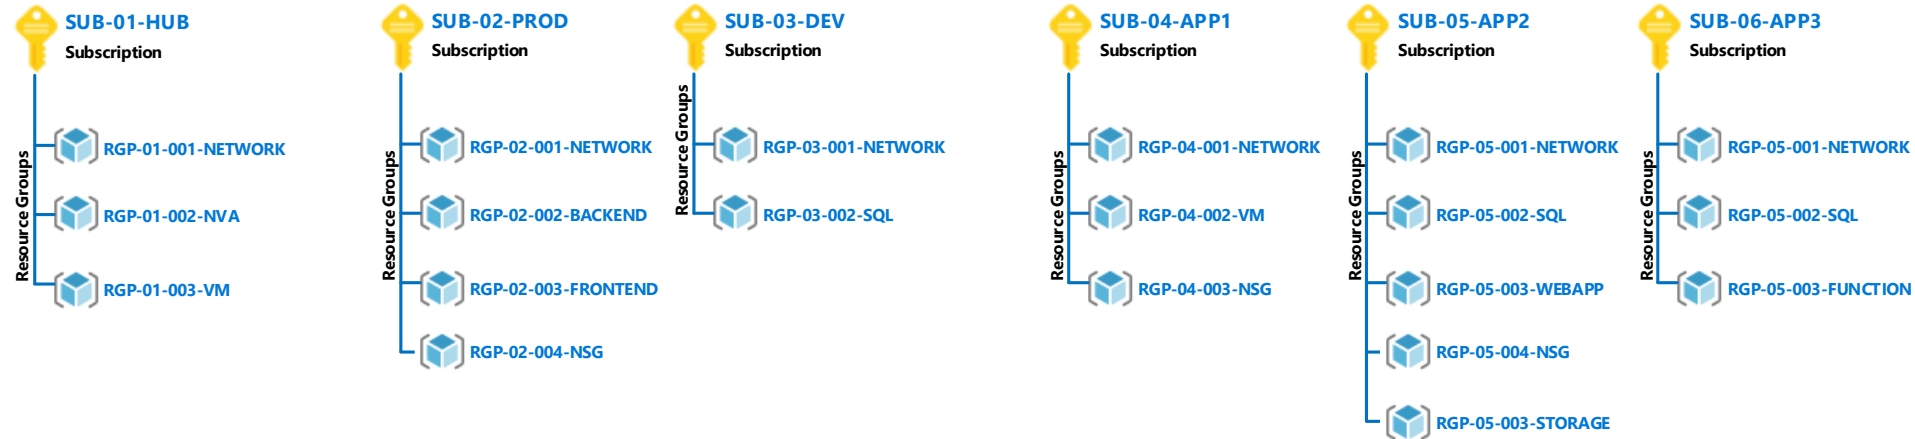 SUB-01-HUB
Subscription
Resource Groups
RGP-01-001-NETWORK
RGP-01-002-NVA
RGP-01-003-VM
SUB-02-PROD
Subscription
Resource Groups
RGP-02-001-NETWORK
RGP-02-002-BACKEND
RGP-02-003-FRONTEND
RGP-02-004-NSG
SUB-03-DEV
Subscription
Resource Groups
RGP-03-001-NETWORK
RGP-03-002-SQL
SUB-04-APP1
Subscription
Resource Groups
RGP-04-001-NETWORK
RGP-04-002-VM
RGP-04-003-NSG
SUB-05-APP2
Subscription
Resource Groups
RGP-05-001-NETWORK
RGP-05-002-SQL
RGP-05-003-WEBAPP
RGP-05-004-NSG
RGP-05-003-STORAGE
SUB-06-APP3
Subscription
Resource Groups
RGP-05-001-NETWORK
RGP-05-002-SQL
RGP-05-003-FUNCTION